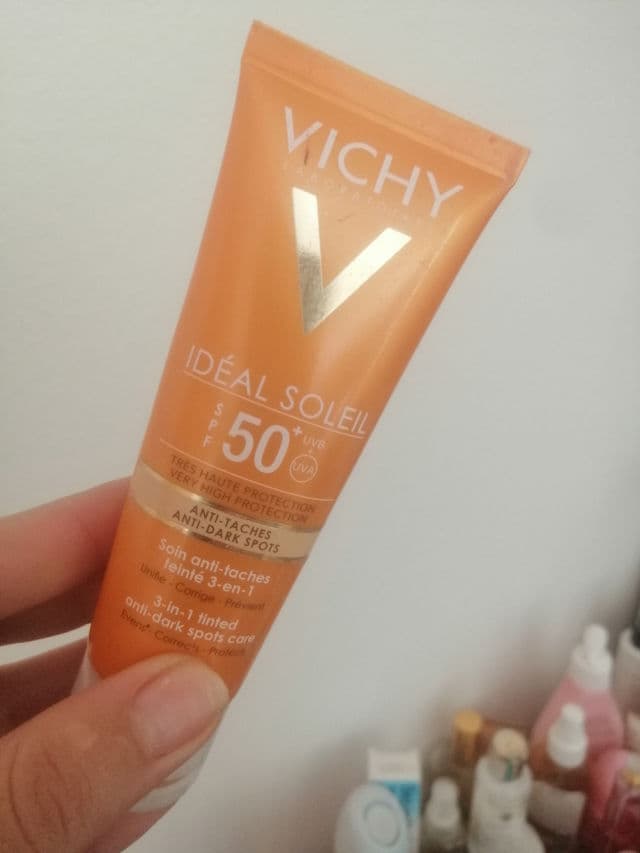 VICHY
LABORATOIRES
IDÉAL SOLEIL
SPF 50+ UVB + UVA
TRÈS HAUTE PROTECTION
VERY HIGH PROTECTION
ANTI-TACHES
ANTI-DARK SPOTS
Soin anti-taches
teinté 3-en-1
Unifie - Corrige - Prévient
3-in-1 tinted
anti-dark spots care
Evens - Corrects - Protects